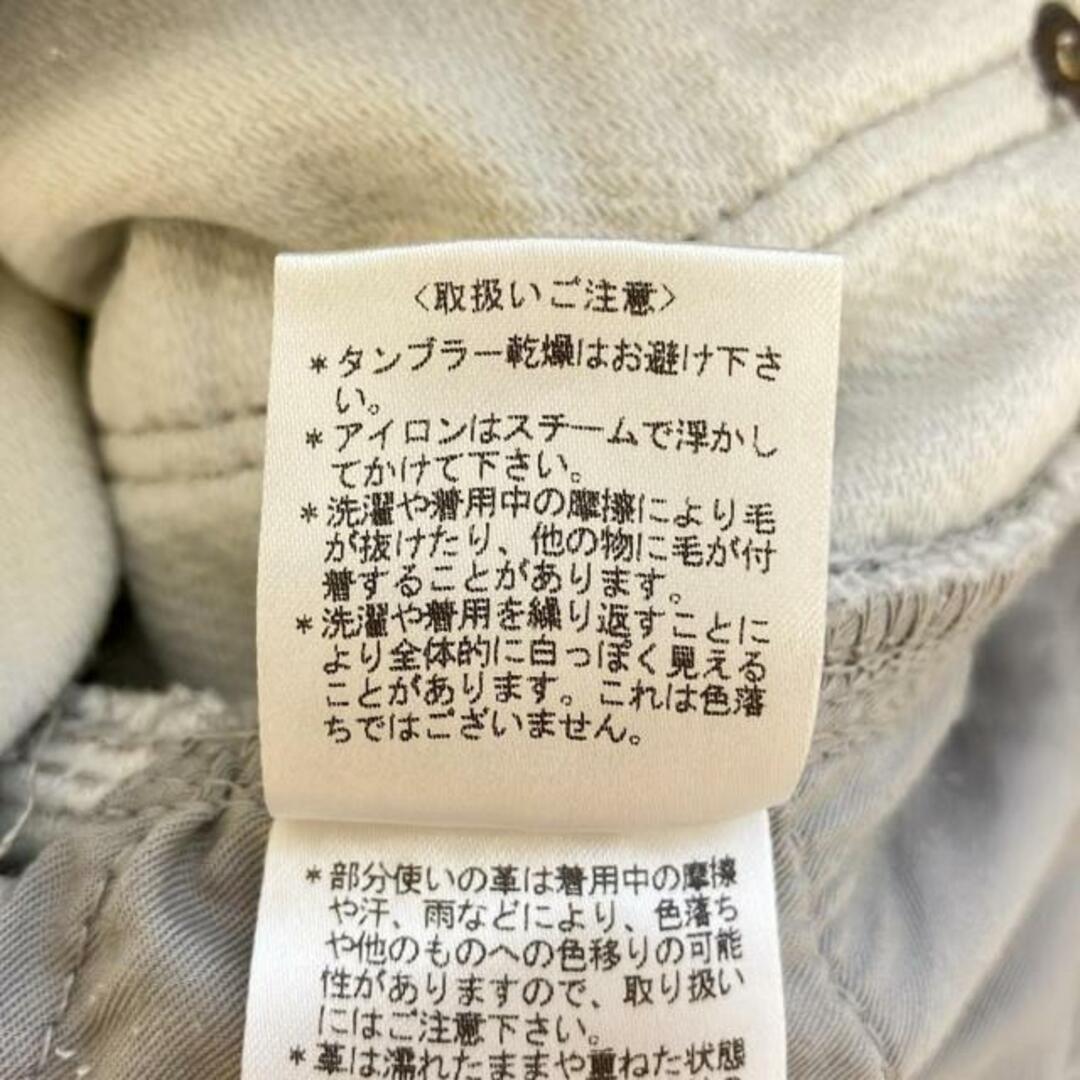 〈取扱いご注意〉
*タンブラー乾燥はお避け下さ
い。
*アイロンはスチームで浮かし
てかけて下さい。
*洗濯や着用中の摩擦により毛
が抜けたり、他の物に毛が付
着することがあります。
*洗濯や着用を繰り返すことに
より全体的に白っぽく見える
ことがあります。これは色落
ちではございません。
*部分使いの革は着用中の摩擦
や汗、雨などにより、色落ち
や他のものへの色移りの可能
性がありますので、取り扱い
にはご注意下さい。
*革は濡れたままや重ねた状態